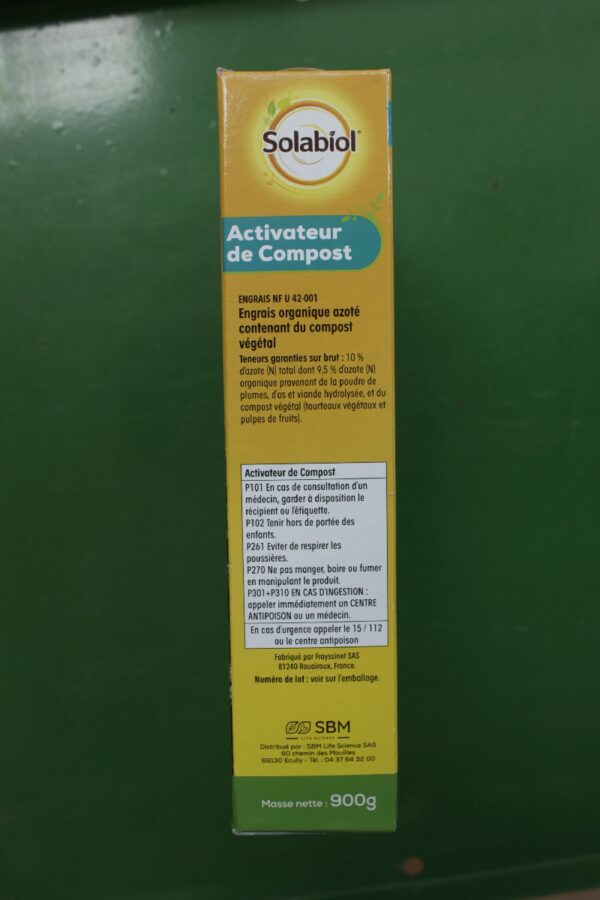 Solabiol®
Activateur
de Compost
ENGRAIS NF U 42-001
Engrais organique azoté
contenant du compost
végétal
Teneurs garanties sur brut : 10 %
d'azote (N) total dont 9,5 % d'azote (N)
organique provenant de la poudre de
plumes, d'os et viande hydrolysée, et du
compost végétal (tourteaux végétaux et
pulpes de fruits).
Activateur de Compost
P101 En cas de consultation d'un
médecin, garder à disposition le
récipient ou l'étiquette.
P102 Tenir hors de portée des
enfants.
P261 Eviter de respirer les
poussières.
P270 Ne pas manger, boire ou fumer
en manipulant le produit.
P301+P310 EN CAS D'INGESTION :
appeler immédiatement un CENTRE
ANTIPOISON ou un médecin.
En cas d'urgence appeler le 15 / 112
ou le centre antipoison
Fabriqué par Frayssinet SAS
81240 Rouairoux, France.
Numéro de lot : voir sur l'emballage.
SBM
LIFE SCIENCE
Distribué par : SBM Life Science SAS
60 chemin des Mouilles
69130 Ecully - Tél. : 04 37 64 32 00
Masse nette : 900g